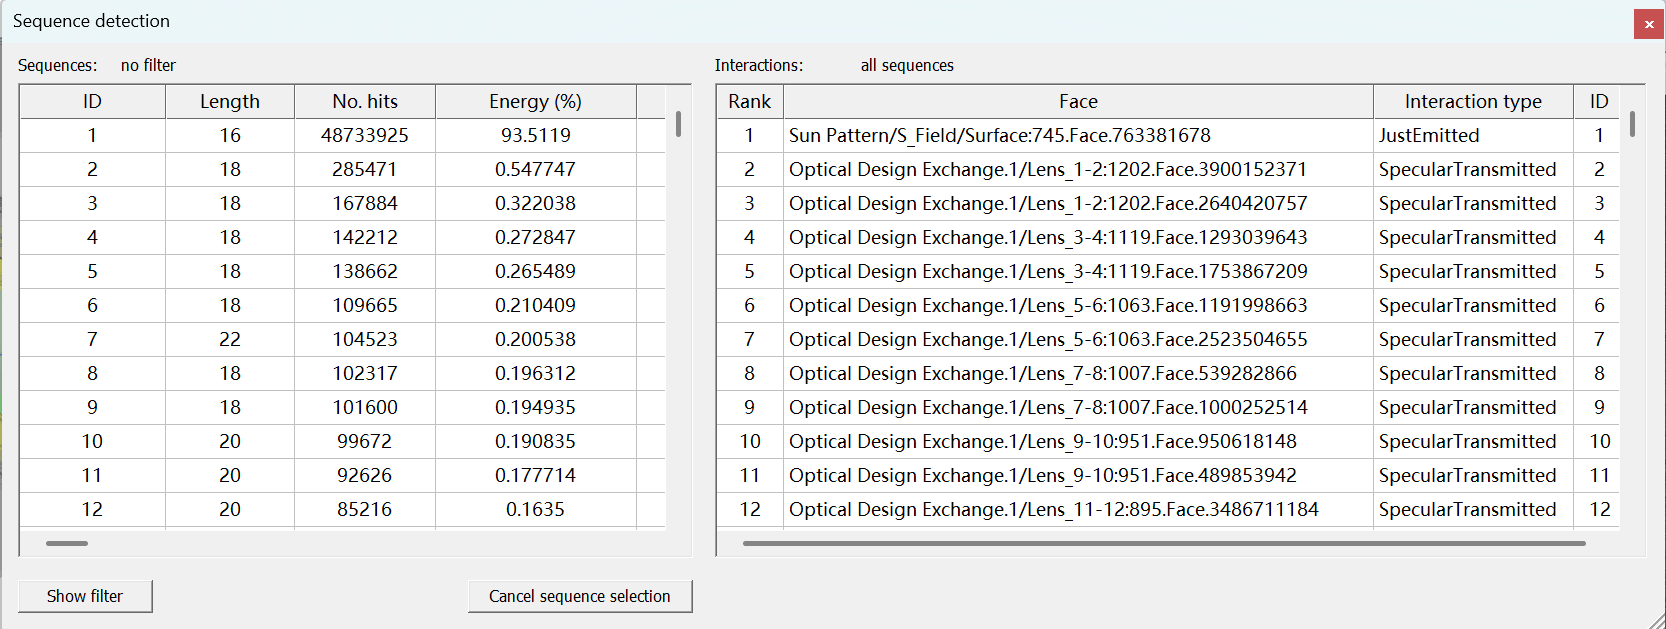 Sequence detection
Sequences: no filter
ID Length No. hits Energy (%)
1 16 48733925 93.5119
2 18 285471 0.547747
3 18 167884 0.322038
4 18 142212 0.272847
5 18 138662 0.265489
6 18 109665 0.210409
7 22 104523 0.200538
8 18 102317 0.196312
9 18 101600 0.194935
10 20 99672 0.190835
11 20 92626 0.177714
12 20 85216 0.1635
Show filter
Cancel sequence selection
Interactions: all sequences
Rank Face Interaction type ID
1 Sun Pattern/S_Field/Surface:745.Face.763381678 JustEmitted 1
2 Optical Design Exchange.1/Lens_1-2:1202.Face.3900152371 SpecularTransmitted 2
3 Optical Design Exchange.1/Lens_1-2:1202.Face.2640420757 SpecularTransmitted 3
4 Optical Design Exchange.1/Lens_3-4:1119.Face.1293039643 SpecularTransmitted 4
5 Optical Design Exchange.1/Lens_3-4:1119.Face.1753867209 SpecularTransmitted 5
6 Optical Design Exchange.1/Lens_5-6:1063.Face.1191998663 SpecularTransmitted 6
7 Optical Design Exchange.1/Lens_5-6:1063.Face.2523504655 SpecularTransmitted 7
8 Optical Design Exchange.1/Lens_7-8:1007.Face.539282866 SpecularTransmitted 8
9 Optical Design Exchange.1/Lens_7-8:1007.Face.1000252514 SpecularTransmitted 9
10 Optical Design Exchange.1/Lens_9-10:951.Face.950618148 SpecularTransmitted 10
11 Optical Design Exchange.1/Lens_9-10:951.Face.489853942 SpecularTransmitted 11
12 Optical Design Exchange.1/Lens_11-12:895.Face.3486711184 SpecularTransmitted 12